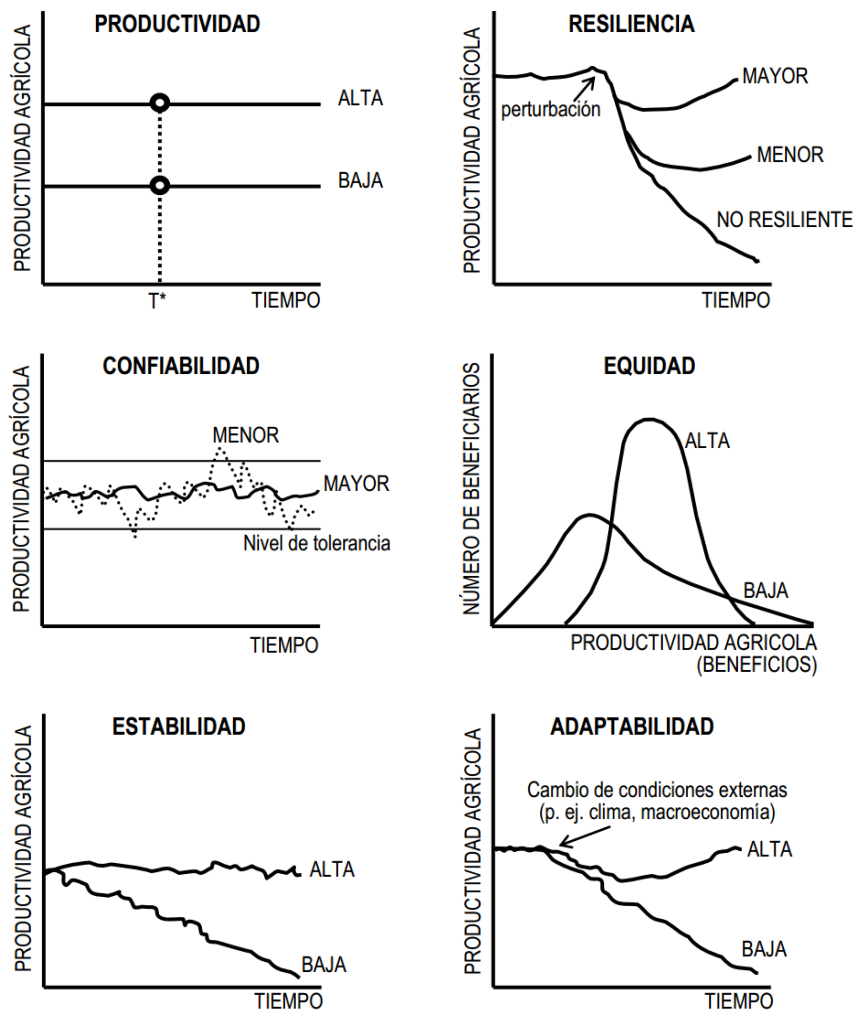 PRODUCTIVIDAD
PRODUCTIVIDAD AGRÍCOLA
ALTA
BAJA
T*
TIEMPO
RESILIENCIA
PRODUCTIVIDAD AGRÍCOLA
perturbación
MAYOR
MENOR
NO RESILIENTE
TIEMPO
CONFIABILIDAD
PRODUCTIVIDAD AGRÍCOLA
MENOR
MAYOR
Nivel de tolerancia
TIEMPO
EQUIDAD
NÚMERO DE BENEFICIARIOS
ALTA
BAJA
PRODUCTIVIDAD AGRICOLA
(BENEFICIOS)
ESTABILIDAD
PRODUCTIVIDAD AGRÍCOLA
ALTA
BAJA
TIEMPO
ADAPTABILIDAD
PRODUCTIVIDAD AGRÍCOLA
Cambio de condiciones externas
(p. ej. clima, macroeconomía)
ALTA
BAJA
TIEMPO